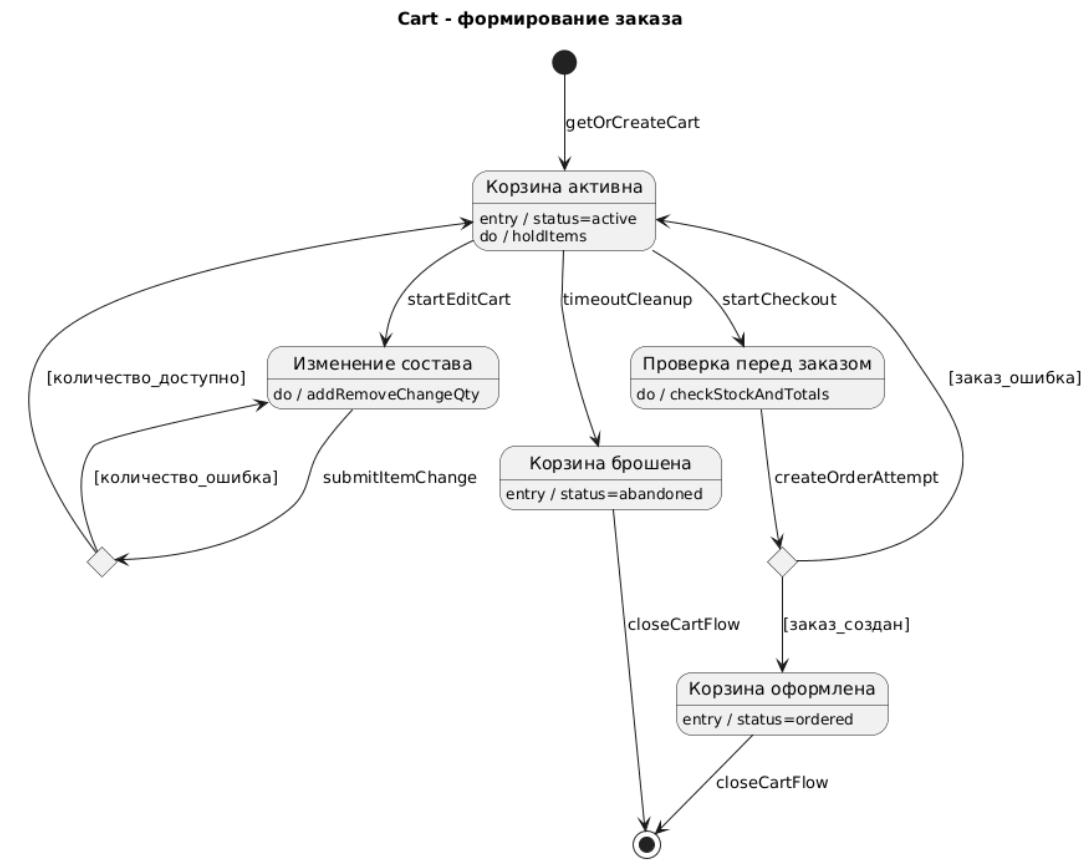 Cart - формирование заказа
getOrCreateCart
Корзина активна
entry / status=active
do / holdItems
startEditCart
timeoutCleanup
startCheckout
Изменение состава
do / addRemoveChangeQty
Проверка перед заказом
do / checkStockAndTotals
[количество_доступно]
[заказ_ошибка]
Корзина брошена
entry / status=abandoned
[количество_ошибка]
submitItemChange
createOrderAttempt
closeCartFlow
[заказ_создан]
Корзина оформлена
entry / status=ordered
closeCartFlow